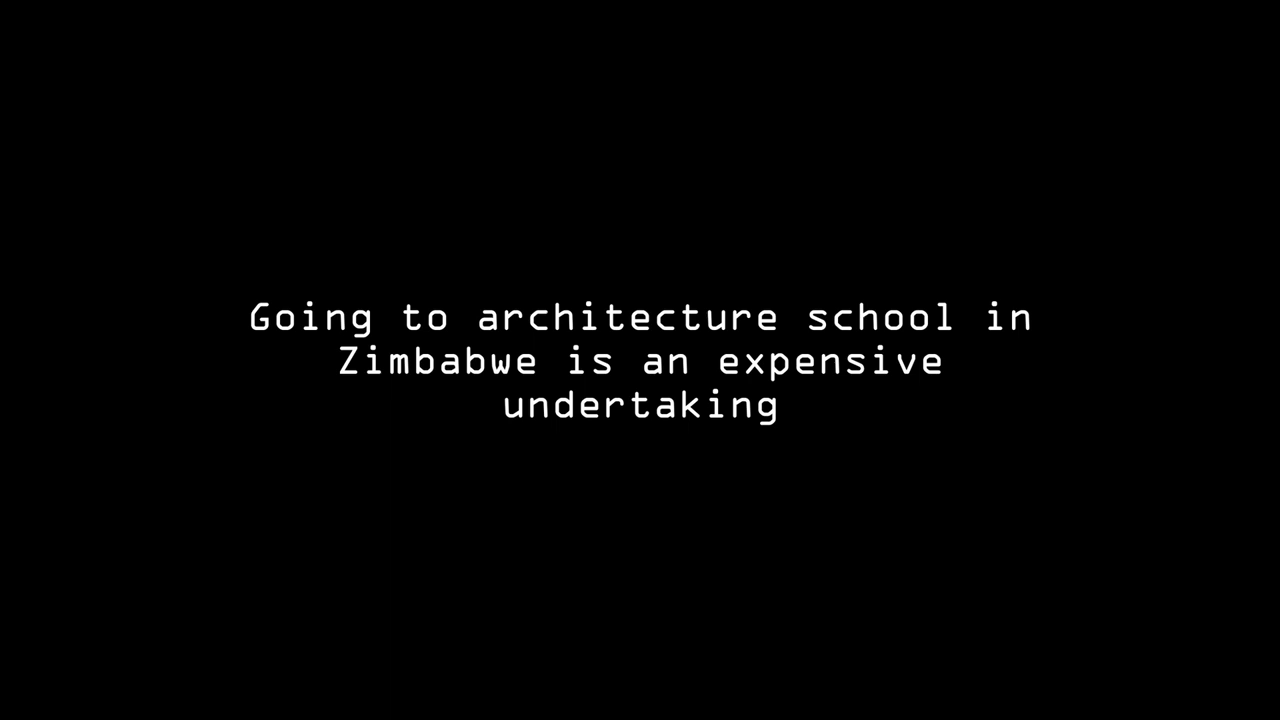 Going to architecture school in
Zimbabwe is an expensive
undertaking